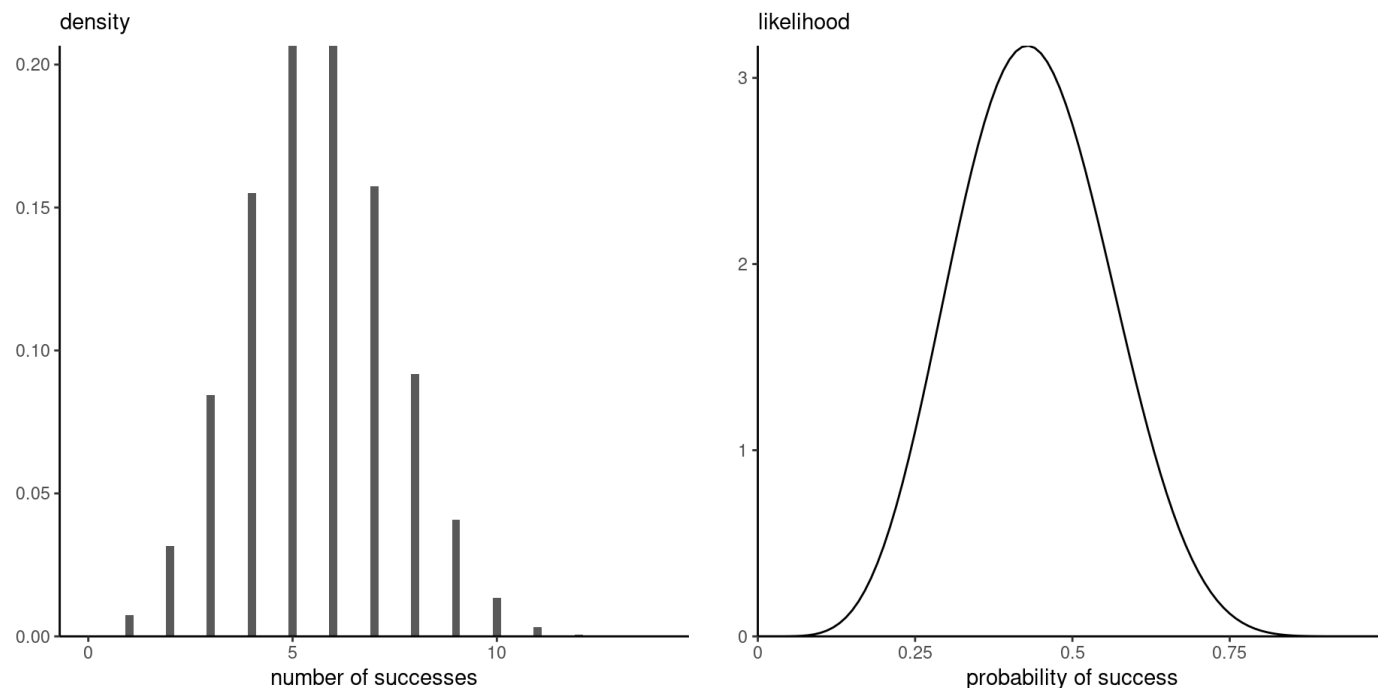 density
0.20
0.15
0.10
0.05
0.00
0 5 10
number of successes
likelihood
3
2
1
0
0 0.25 0.5 0.75
probability of success